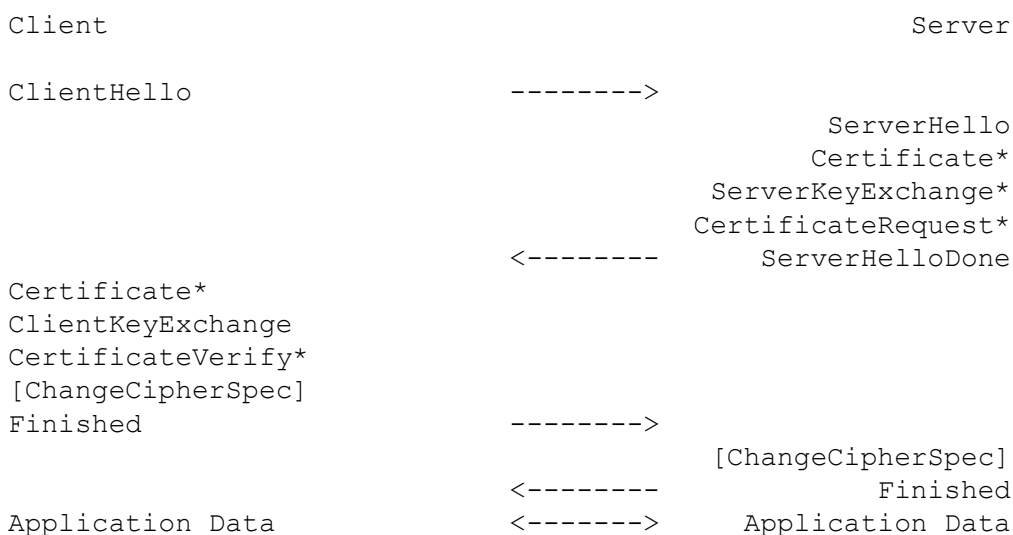 Client                                               Server

ClientHello                  -------->
                                                ServerHello
                                               Certificate*
                                         ServerKeyExchange*
                                        CertificateRequest*
                             <--------      ServerHelloDone
Certificate*
ClientKeyExchange
CertificateVerify*
[ChangeCipherSpec]
Finished                     -------->
                                         [ChangeCipherSpec]
                             <--------             Finished
Application Data             <------->     Application Data